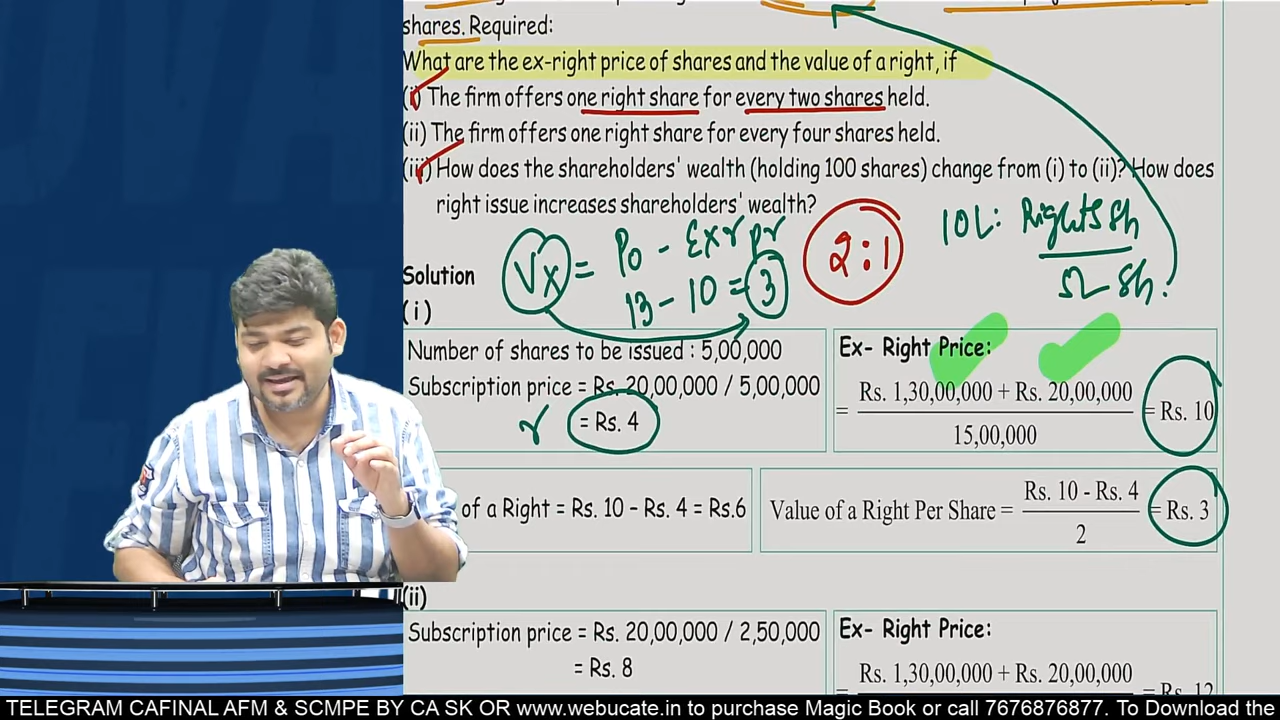 shares. Required:
What are the ex-right price of shares and the value of a right, if
(i) The firm offers one right share for every two shares held.
(ii) The firm offers one right share for every four shares held.
(iii) How does the shareholders' wealth (holding 100 shares) change from (i) to (ii)? How does
right issue increases shareholders' wealth?
Vx = P0 - Exr pr
13 - 10 = 3
2:1
10L: Rights Sh
Sh?
Solution
(i)
Number of shares to be issued : 5,00,000
Subscription price = Rs. 20,00,000 / 5,00,000
= Rs. 4
Ex- Right Price:
= Rs. 1,30,00,000 + Rs. 20,00,000
15,00,000
= Rs. 10
of a Right = Rs. 10 - Rs. 4 = Rs.6
Value of a Right Per Share = Rs. 10 - Rs. 4
2
= Rs. 3
(ii)
Subscription price = Rs. 20,00,000 / 2,50,000
= Rs. 8
Ex- Right Price:
Rs. 1,30,00,000 + Rs. 20,00,000
= Rs. 12
TELEGRAM CAFINAL AFM & SCMPE BY CA SK OR www.webucate.in to purchase Magic Book or call 7676876877. To Download the